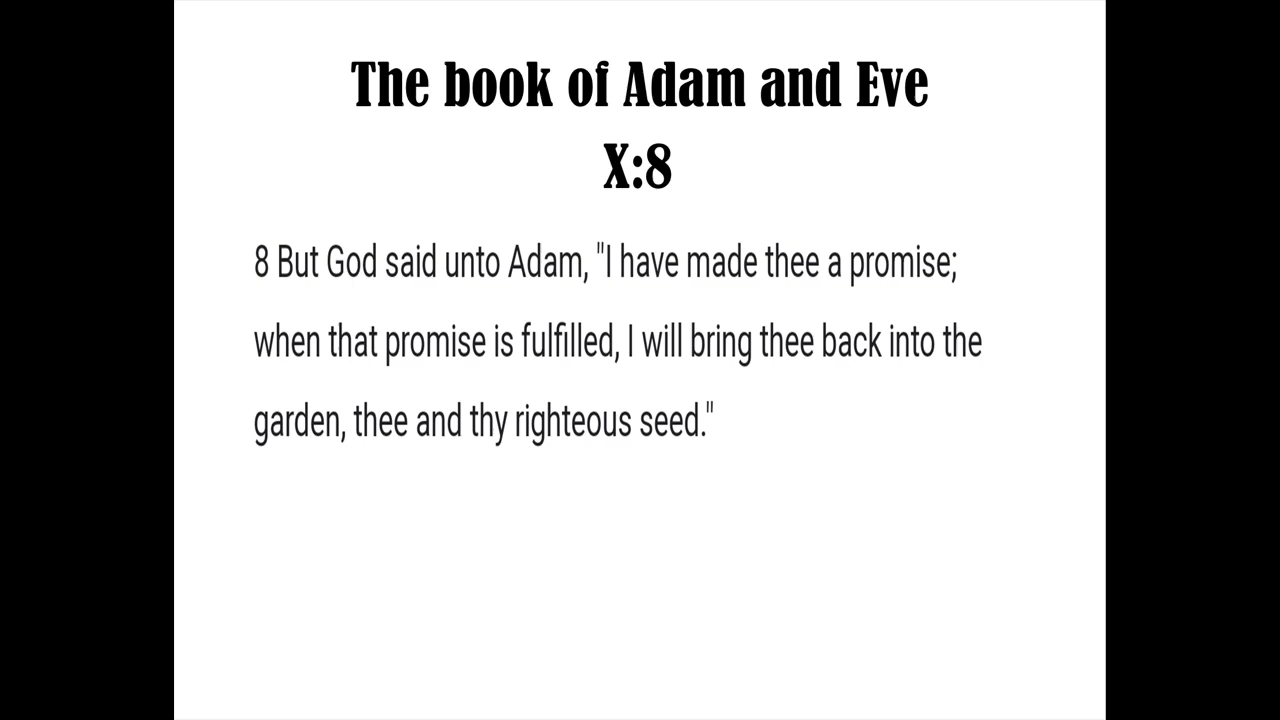 The book of Adam and Eve
X:8
8 But God said unto Adam, "I have made thee a promise;
when that promise is fulfilled, I will bring thee back into the
garden, thee and thy righteous seed."